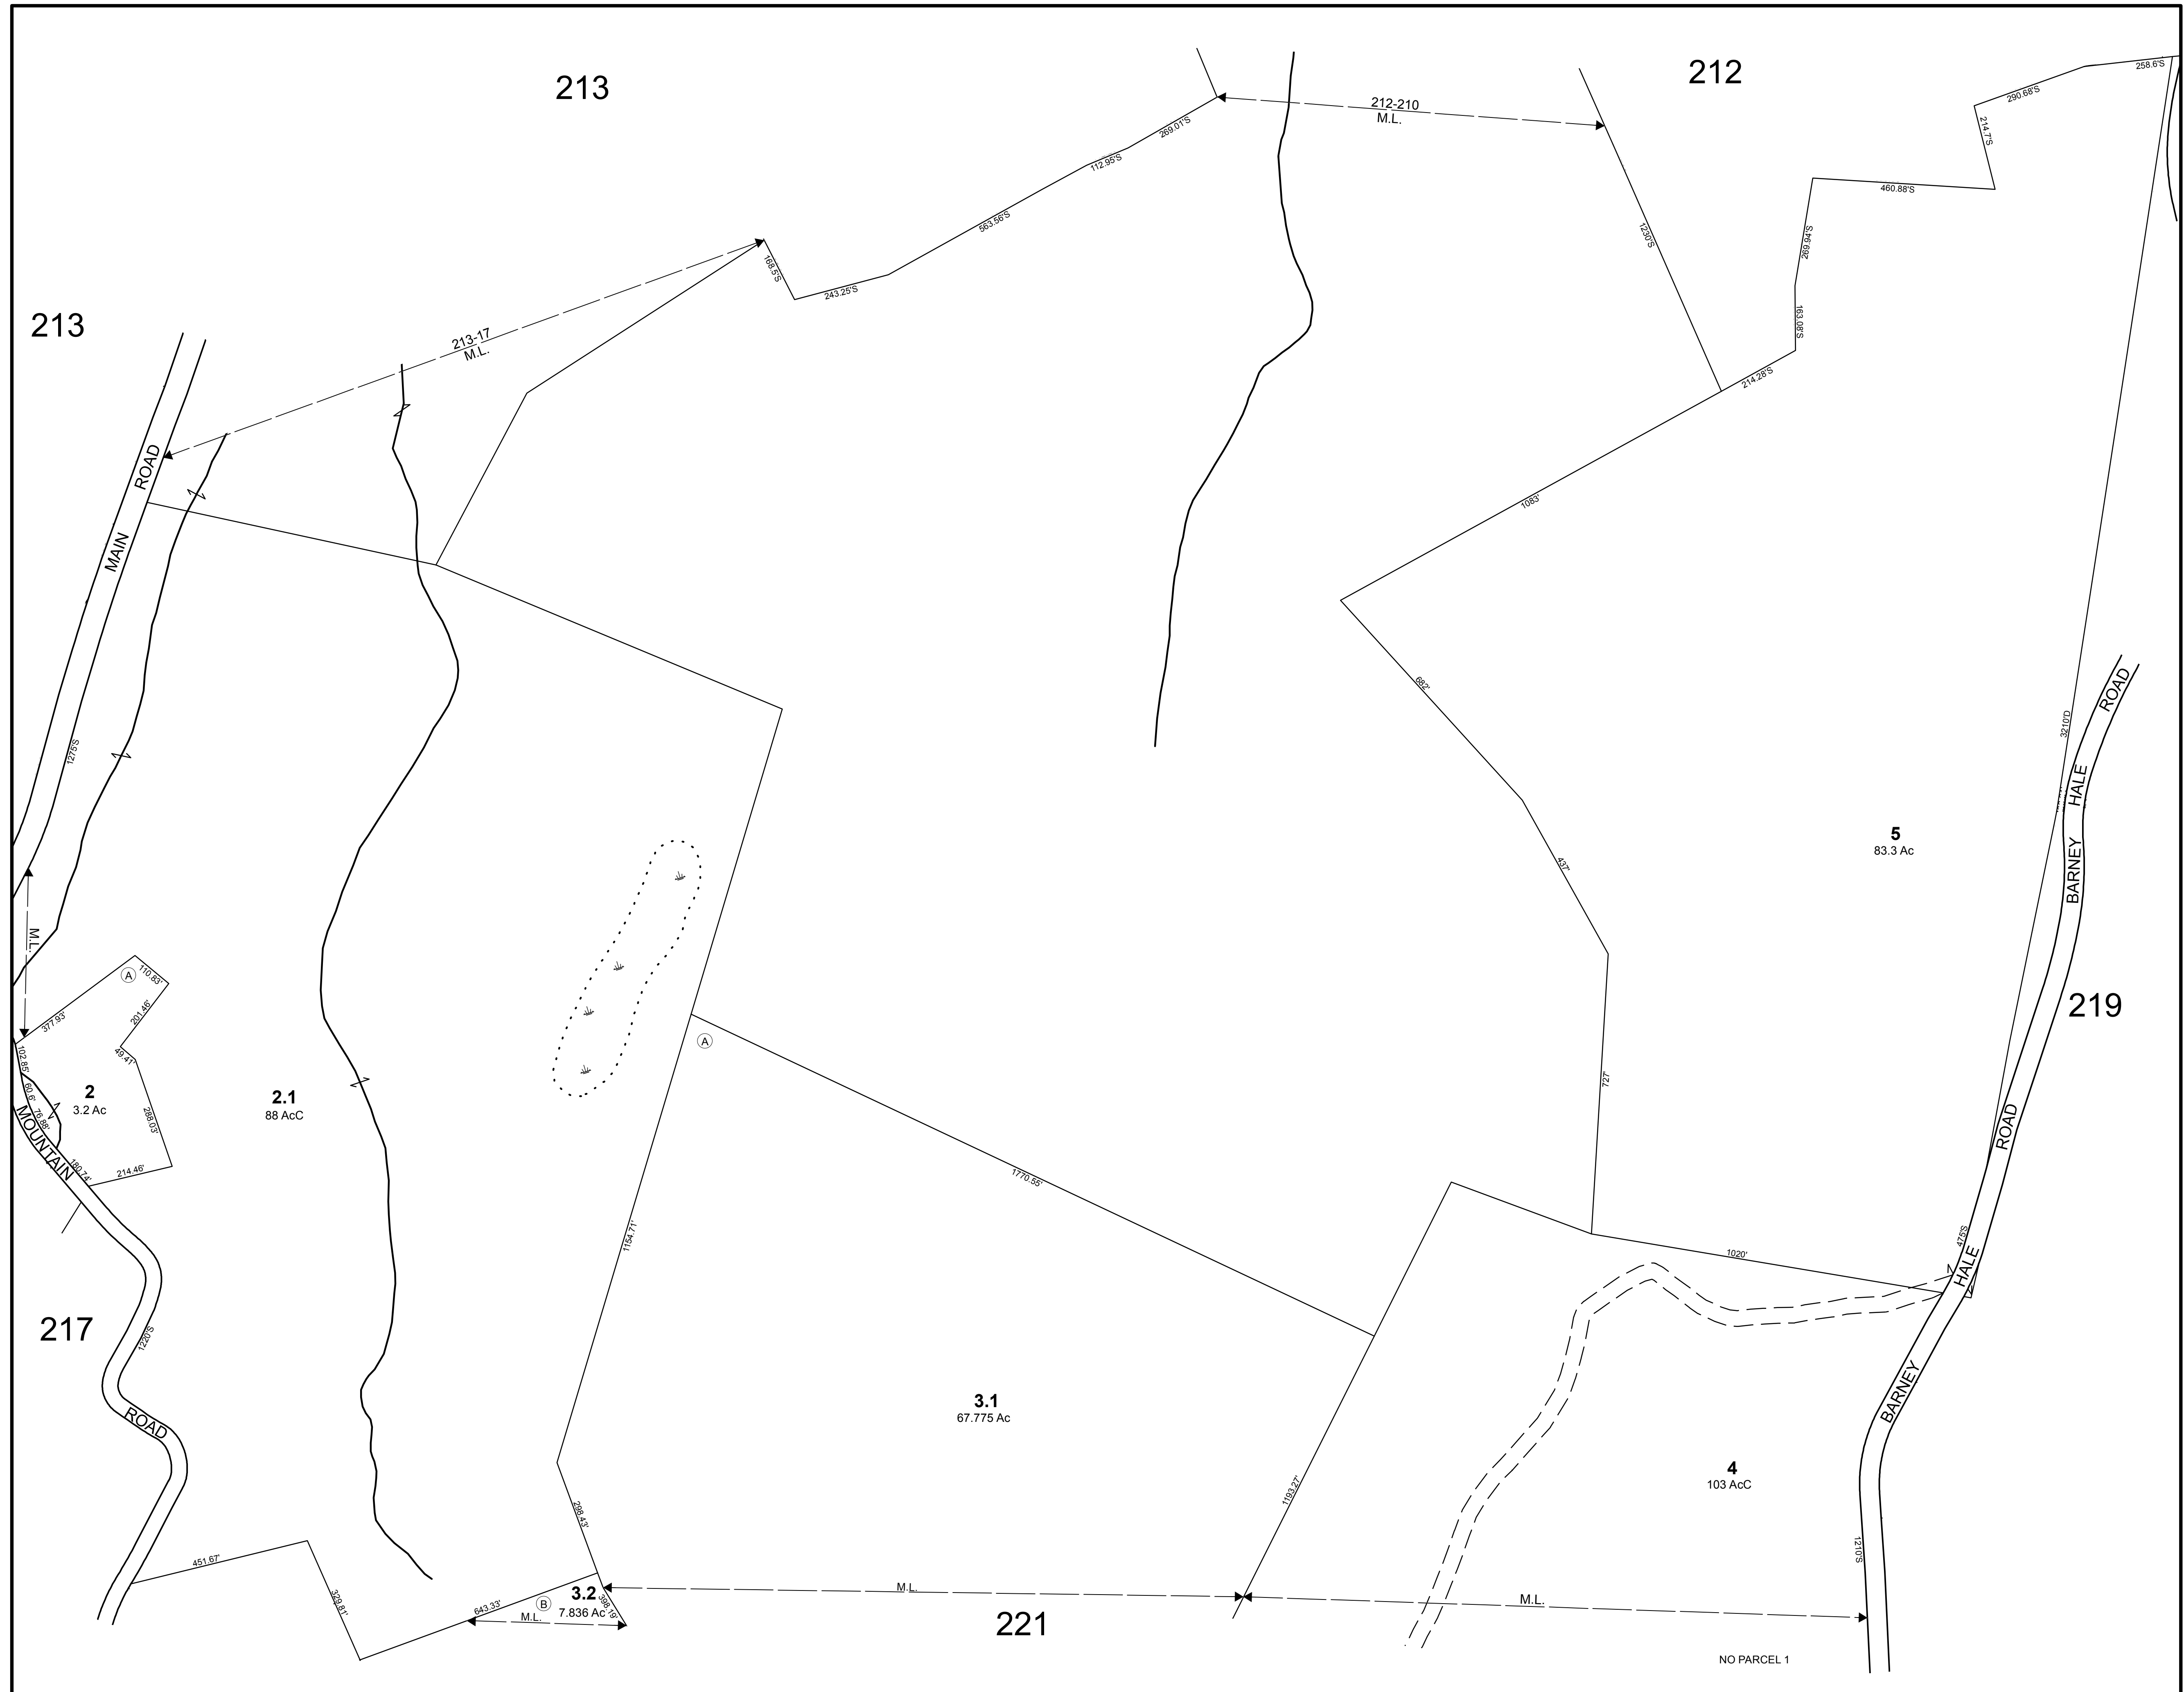 213
212
258.6'S
290.68'S
214.7'S
212-210
M.L.
269.01'S
112.95'S
460.88'S
563.56'S
1230'S
269.94'S
168.5'S
243.25'S
163.08'S
213
213-17
M.L.
214.28'S
MAIN ROAD
1083'
682'
ROAD
3210'D
1275'S
BARNEY HALE
5
83.3 Ac
437'
M.L.
A
110.83'
377.93'
201.46'
49.41'
219
102.85'
60.6'
76.88'
2
3.2 Ac
2.1
88 AcC
288.03'
A
727'
MOUNTAIN
180.74'
214.46'
1770.55'
ROAD
1154.71'
475'S
1020'
HALE
217
1220'S
ROAD
3.1
67.775 Ac
BARNEY
4
103 AcC
1193.27'
298.43'
1210'S
451.67'
329.81'
643.33'
B
3.2
7.836 Ac
398.19'
M.L.
M.L.
M.L.
221
NO PARCEL 1